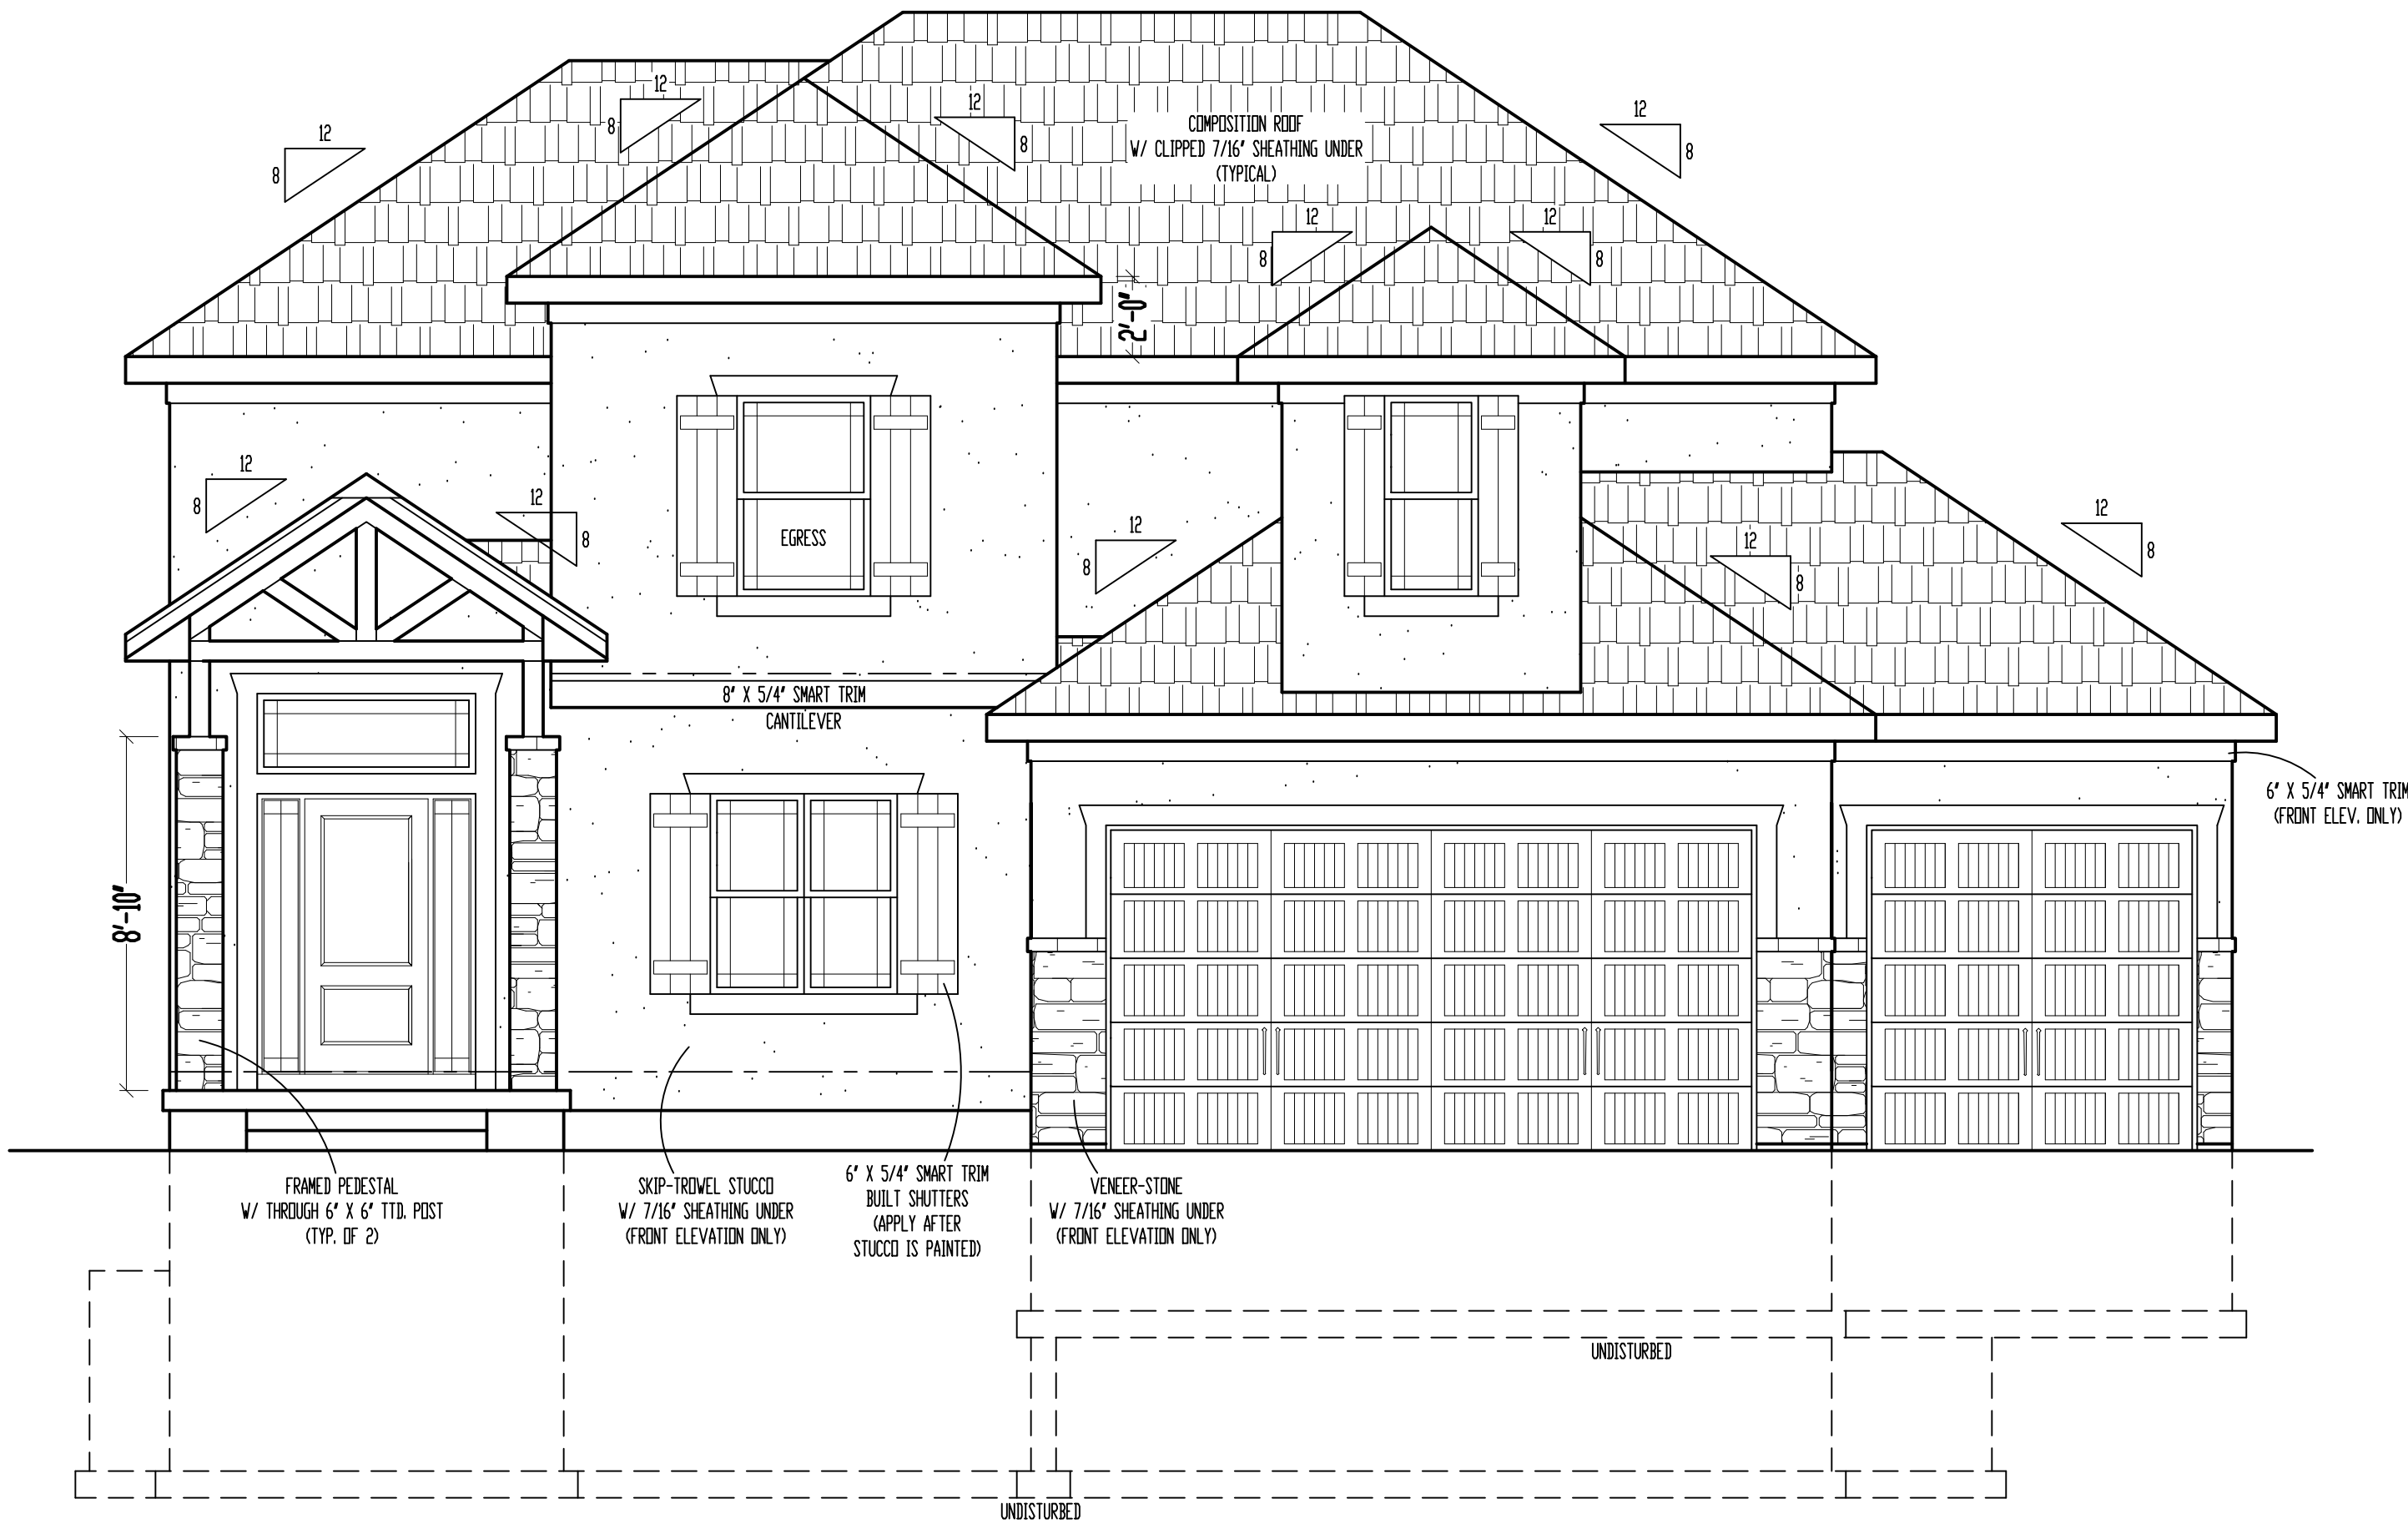 12
8
12
8
12
8
COMPOSITION ROOF
W/ CLIPPED 7/16" SHEATHING UNDER
(TYPICAL)
12
8
12
8
12
8
2'-0"
12
8
12
8
EGRESS
12
8
12
8
12
8
8" X 5/4" SMART TRIM
CANTILEVER
6" X 5/4" SMART TRIM
(FRONT ELEV. ONLY)
8'-10"
FRAMED PEDESTAL
W/ THROUGH 6" X 6" TTD. POST
(TYP. OF 2)
SKIP-TROWEL STUCCO
W/ 7/16" SHEATHING UNDER
(FRONT ELEVATION ONLY)
6" X 5/4" SMART TRIM
BUILT SHUTTERS
(APPLY AFTER
STUCCO IS PAINTED)
VENEER-STONE
W/ 7/16" SHEATHING UNDER
(FRONT ELEVATION ONLY)
UNDISTURBED
UNDISTURBED